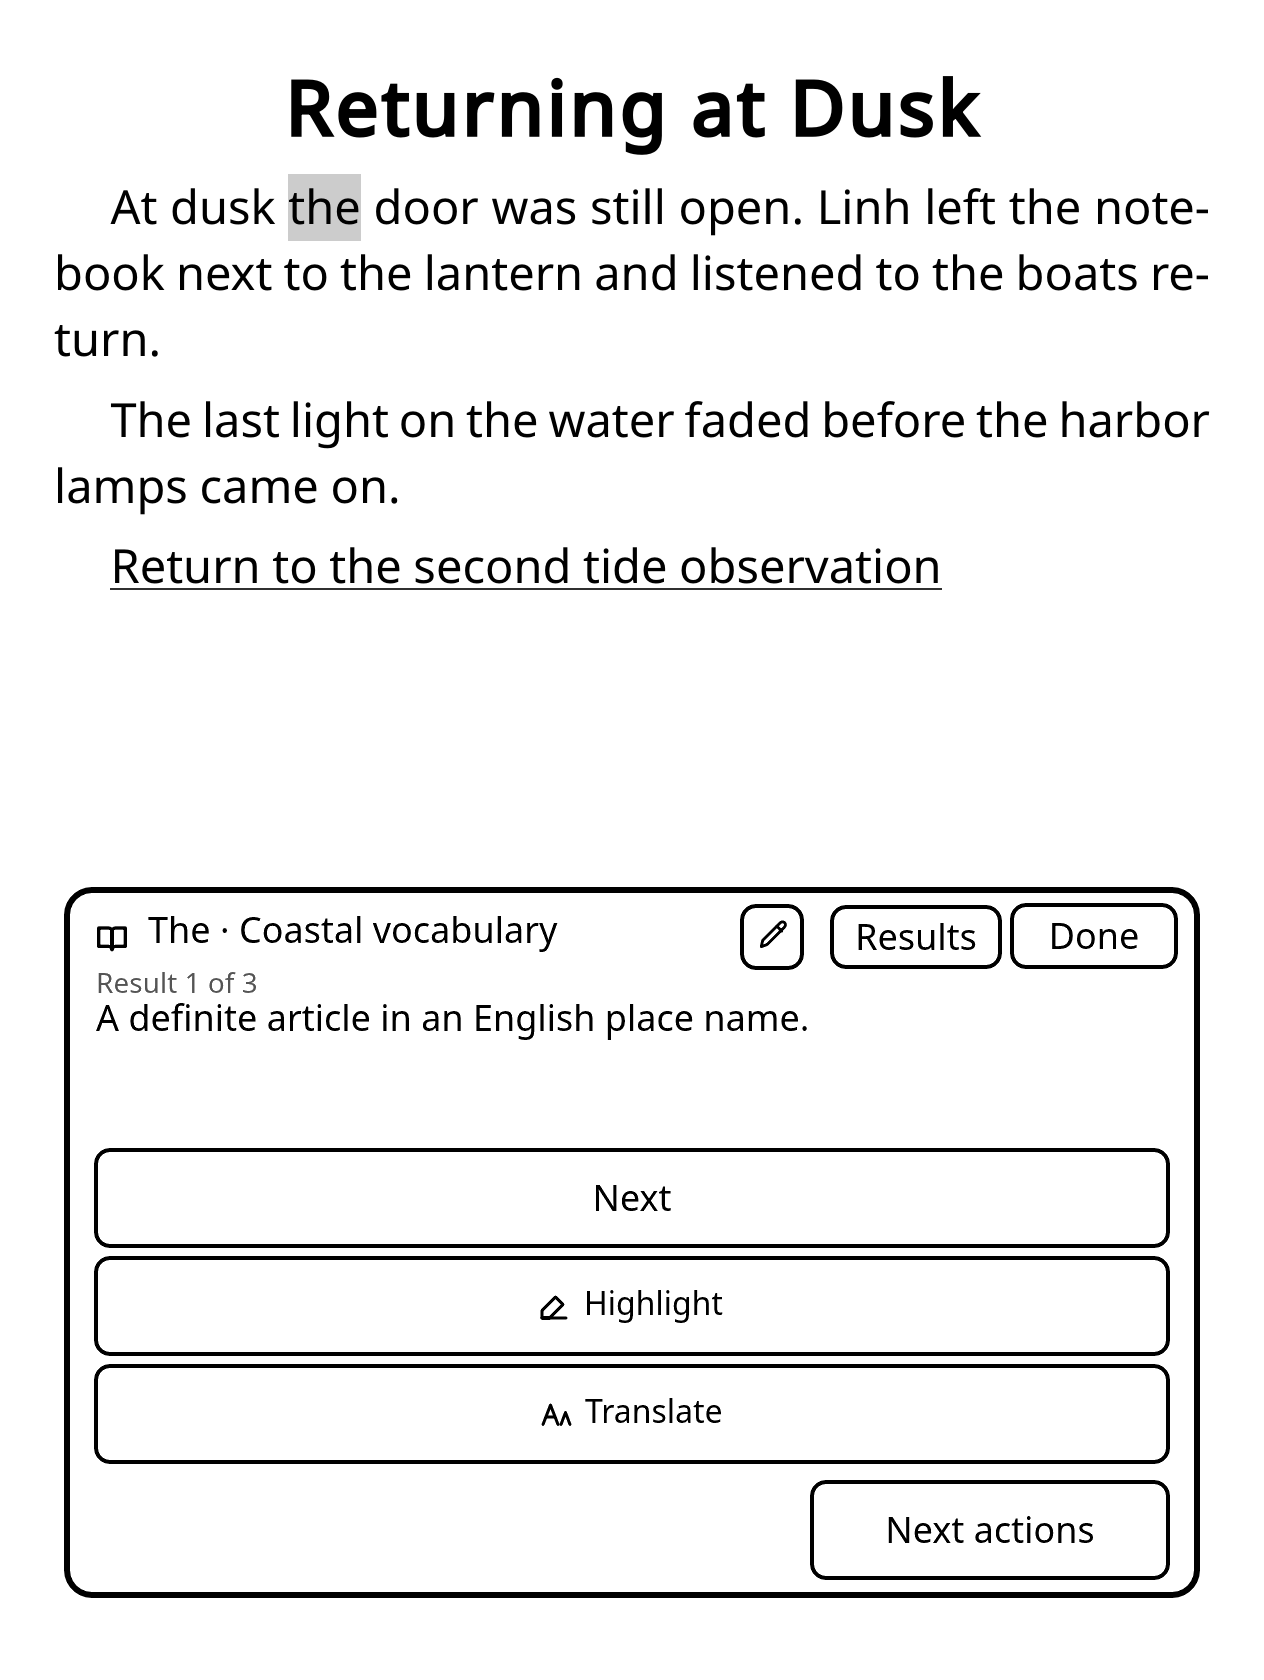 Returning at Dusk
At dusk the door was still open. Linh left the note-
book next to the lantern and listened to the boats re-
turn.
The last light on the water faded before the harbor
lamps came on.
Return to the second tide observation
The · Coastal vocabulary
Results
Done
Result 1 of 3
A definite article in an English place name.
Next
Highlight
Translate
Next actions